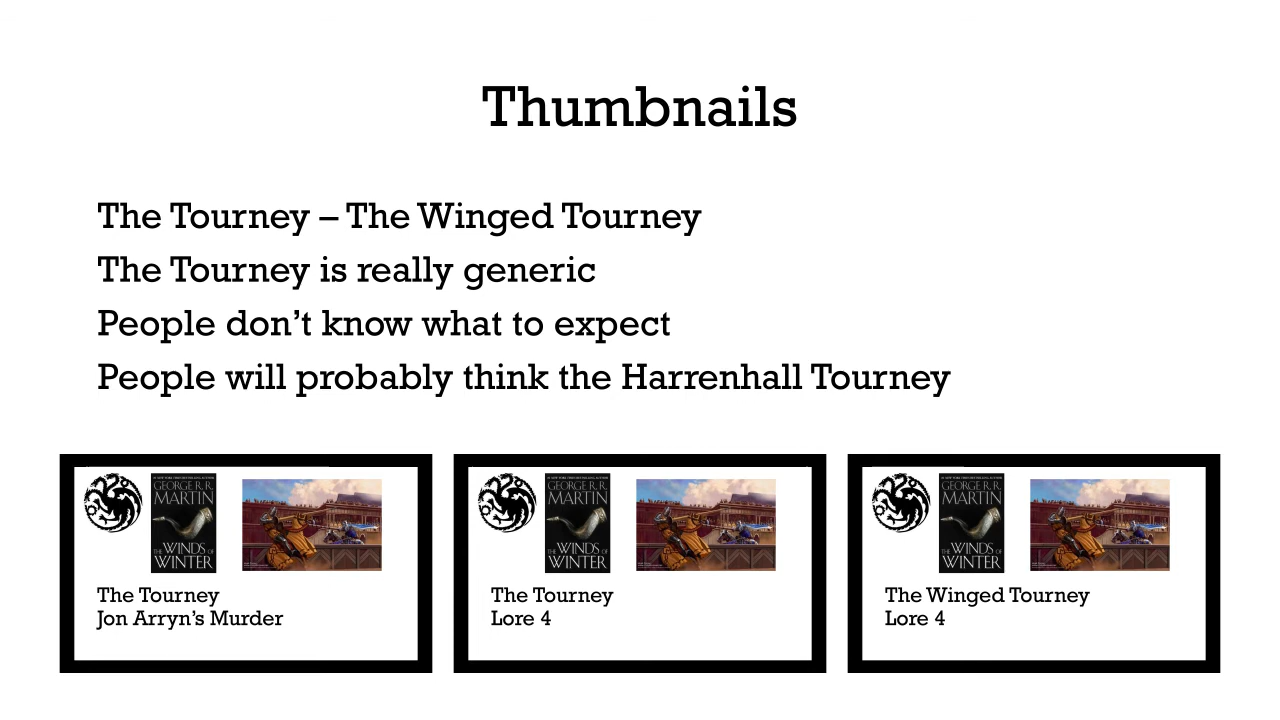 Thumbnails
The Tourney – The Winged Tourney
The Tourney is really generic
People don’t know what to expect
People will probably think the Harrenhall Tourney
GEORGE R. R.
MARTIN
THE WINDS OF
WINTER
The Tourney
Jon Arryn’s Murder
GEORGE R. R.
MARTIN
THE WINDS OF
WINTER
The Tourney
Lore 4
GEORGE R. R.
MARTIN
THE WINDS OF
WINTER
The Winged Tourney
Lore 4